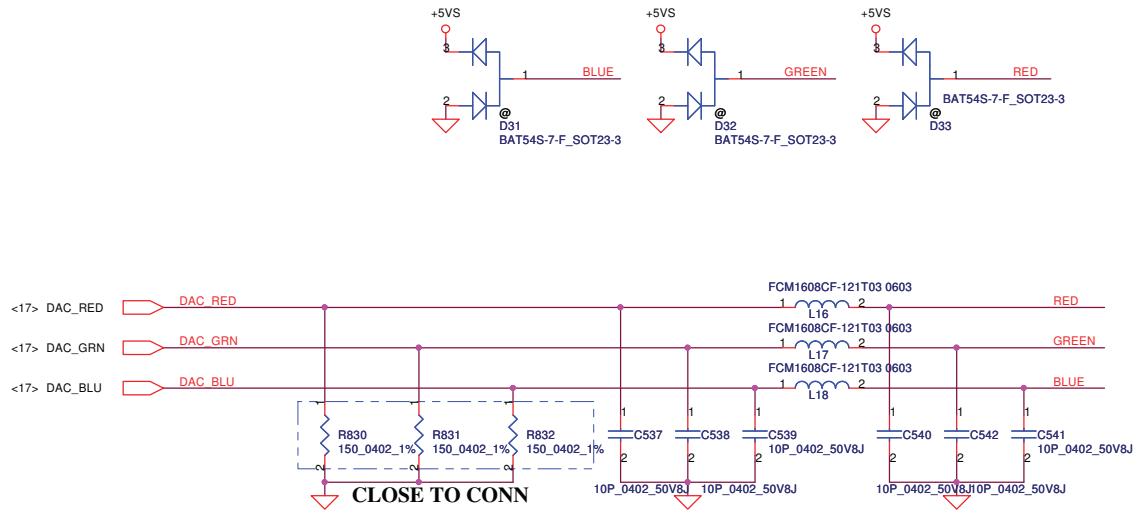 +5VS +5VS +5VS
3 3 3
1 BLUE 1 GREEN 1 RED
2 2 2
@ @ BAT54S-7-F_SOT23-3
D31 D32 @ D33
BAT54S-7-F_SOT23-3 BAT54S-7-F_SOT23-3
FCM1608CF-121T03 0603
<17> DAC_RED DAC_RED 1 2 RED
L16
FCM1608CF-121T03 0603
<17> DAC_GRN DAC_GRN 1 2 GREEN
L17
FCM1608CF-121T03 0603
<17> DAC_BLU DAC_BLU 1 2 BLUE
L18
1 1 1 1 1 1 1 1 1
R830 R831 R832 C537 C538 C539 C540 C542 C541
150_0402_1% 150_0402_1% 150_0402_1% 10P_0402_50V8J 10P_0402_50V8J
2 2 2 2 2 2 2 2 2
10P_0402_50V8J 10P_0402_50V8J 10P_0402_50V8J 10P_0402_50V8J
CLOSE TO CONN